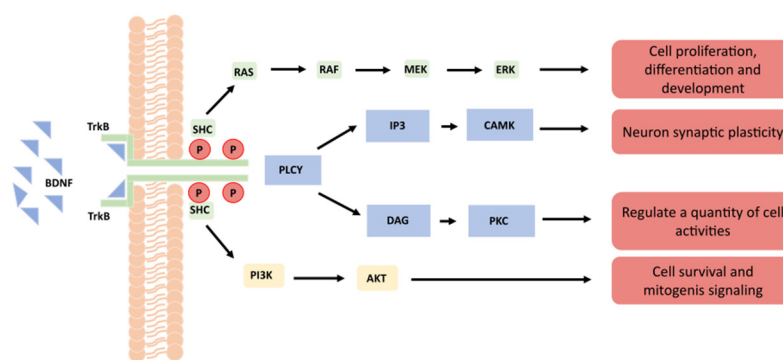 Cell proliferation,
differentiation and
development
RAS
RAF
MEK
ERK
TrkB
SHC
P
P
IP3
CAMK
Neuron synaptic plasticity
BDNF
PLCY
P
P
TrkB
SHC
DAG
PKC
Regulate a quantity of cell
activities
PI3K
AKT
Cell survival and
mitogenis signaling